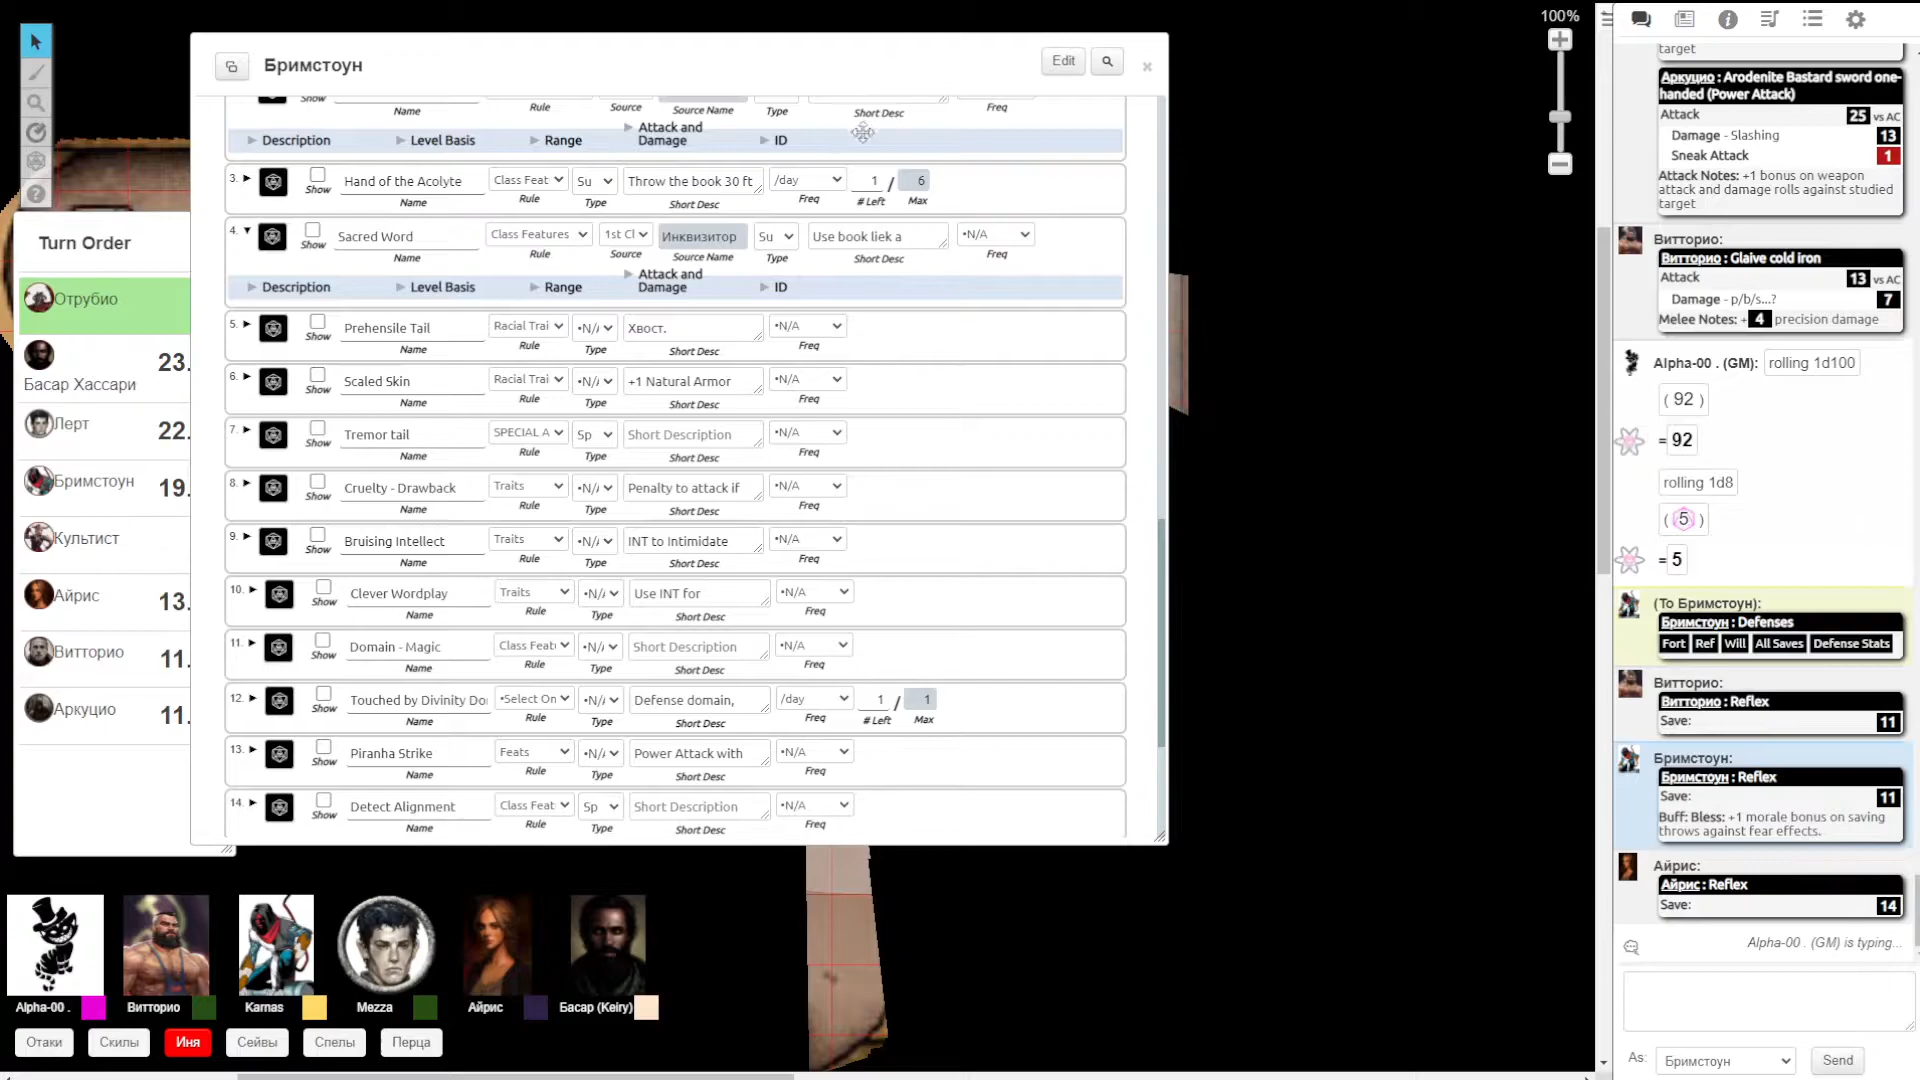 100%
Бримстоун
Edit
Turn Order
Отрубио
Басар Хассари
23.
Лерт
22.
Бримстоун
19.
Культист
Айрис
13.
Витторио
11.
Аркуцио
11.
Show
Name
Rule
Source
Source Name
Type
Short Desc
Freq
Description
Level Basis
Range
Attack and
Damage
ID
3.
Show
Hand of the Acolyte
Name
Class Feat
Rule
Su
Type
Throw the book 30 ft
Short Desc
/day
Freq
1
/
6
# Left
Max
4.
Show
Sacred Word
Name
Class Features
Rule
1st Cl
Source
Инквизитор
Source Name
Su
Type
Use book liek a
Short Desc
•N/A
Freq
Description
Level Basis
Range
Attack and
Damage
ID
5.
Show
Prehensile Tail
Name
Racial Trai
Rule
•N/A
Type
Хвост.
Short Desc
•N/A
Freq
6.
Show
Scaled Skin
Name
Racial Trai
Rule
•N/A
Type
+1 Natural Armor
Short Desc
•N/A
Freq
7.
Show
Tremor tail
Name
SPECIAL A
Rule
Sp
Type
Short Description
Short Desc
•N/A
Freq
8.
Show
Cruelty - Drawback
Name
Traits
Rule
•N/A
Type
Penalty to attack if
Short Desc
•N/A
Freq
9.
Show
Bruising Intellect
Name
Traits
Rule
•N/A
Type
INT to Intimidate
Short Desc
•N/A
Freq
10.
Show
Clever Wordplay
Name
Traits
Rule
•N/A
Type
Use INT for
Short Desc
•N/A
Freq
11.
Show
Domain - Magic
Name
Class Feat
Rule
•N/A
Type
Short Description
Short Desc
•N/A
Freq
12.
Show
Touched by Divinity Do
Name
•Select On
Rule
•N/A
Type
Defense domain,
Short Desc
/day
Freq
1
/
1
# Left
Max
13.
Show
Piranha Strike
Name
Feats
Rule
•N/A
Type
Power Attack with
Short Desc
•N/A
Freq
14.
Show
Detect Alignment
Name
Class Feat
Rule
Sp
Type
Short Description
Short Desc
•N/A
Freq
Alpha-00 .
Витторио
Karnas
Mezza
Айрис
Басар (Keiry)
Отаки
Скилы
Иня
Сейвы
Спелы
Перца
target
Аркуцио : Arodenite Bastard sword one-
handed (Power Attack)
Attack
25 vs AC
Damage - Slashing
13
Sneak Attack
1
Attack Notes: +1 bonus on weapon
attack and damage rolls against studied
target
Витторио:
Витторио : Glaive cold iron
Attack
13 vs AC
Damage - p/b/s...?
7
Melee Notes: + 4 precision damage
Alpha-00 . (GM): rolling 1d100
( 92 )
= 92
rolling 1d8
( 5 )
= 5
(To Бримстоун):
Бримстоун : Defenses
Fort Ref Will All Saves Defense Stats
Витторио:
Витторио : Reflex
Save:
11
Бримстоун:
Бримстоун : Reflex
Save:
11
Buff: Bless: +1 morale bonus on saving
throws against fear effects.
Айрис:
Айрис : Reflex
Save:
14
Alpha-00 . (GM) is typing...
As:
Бримстоун
Send